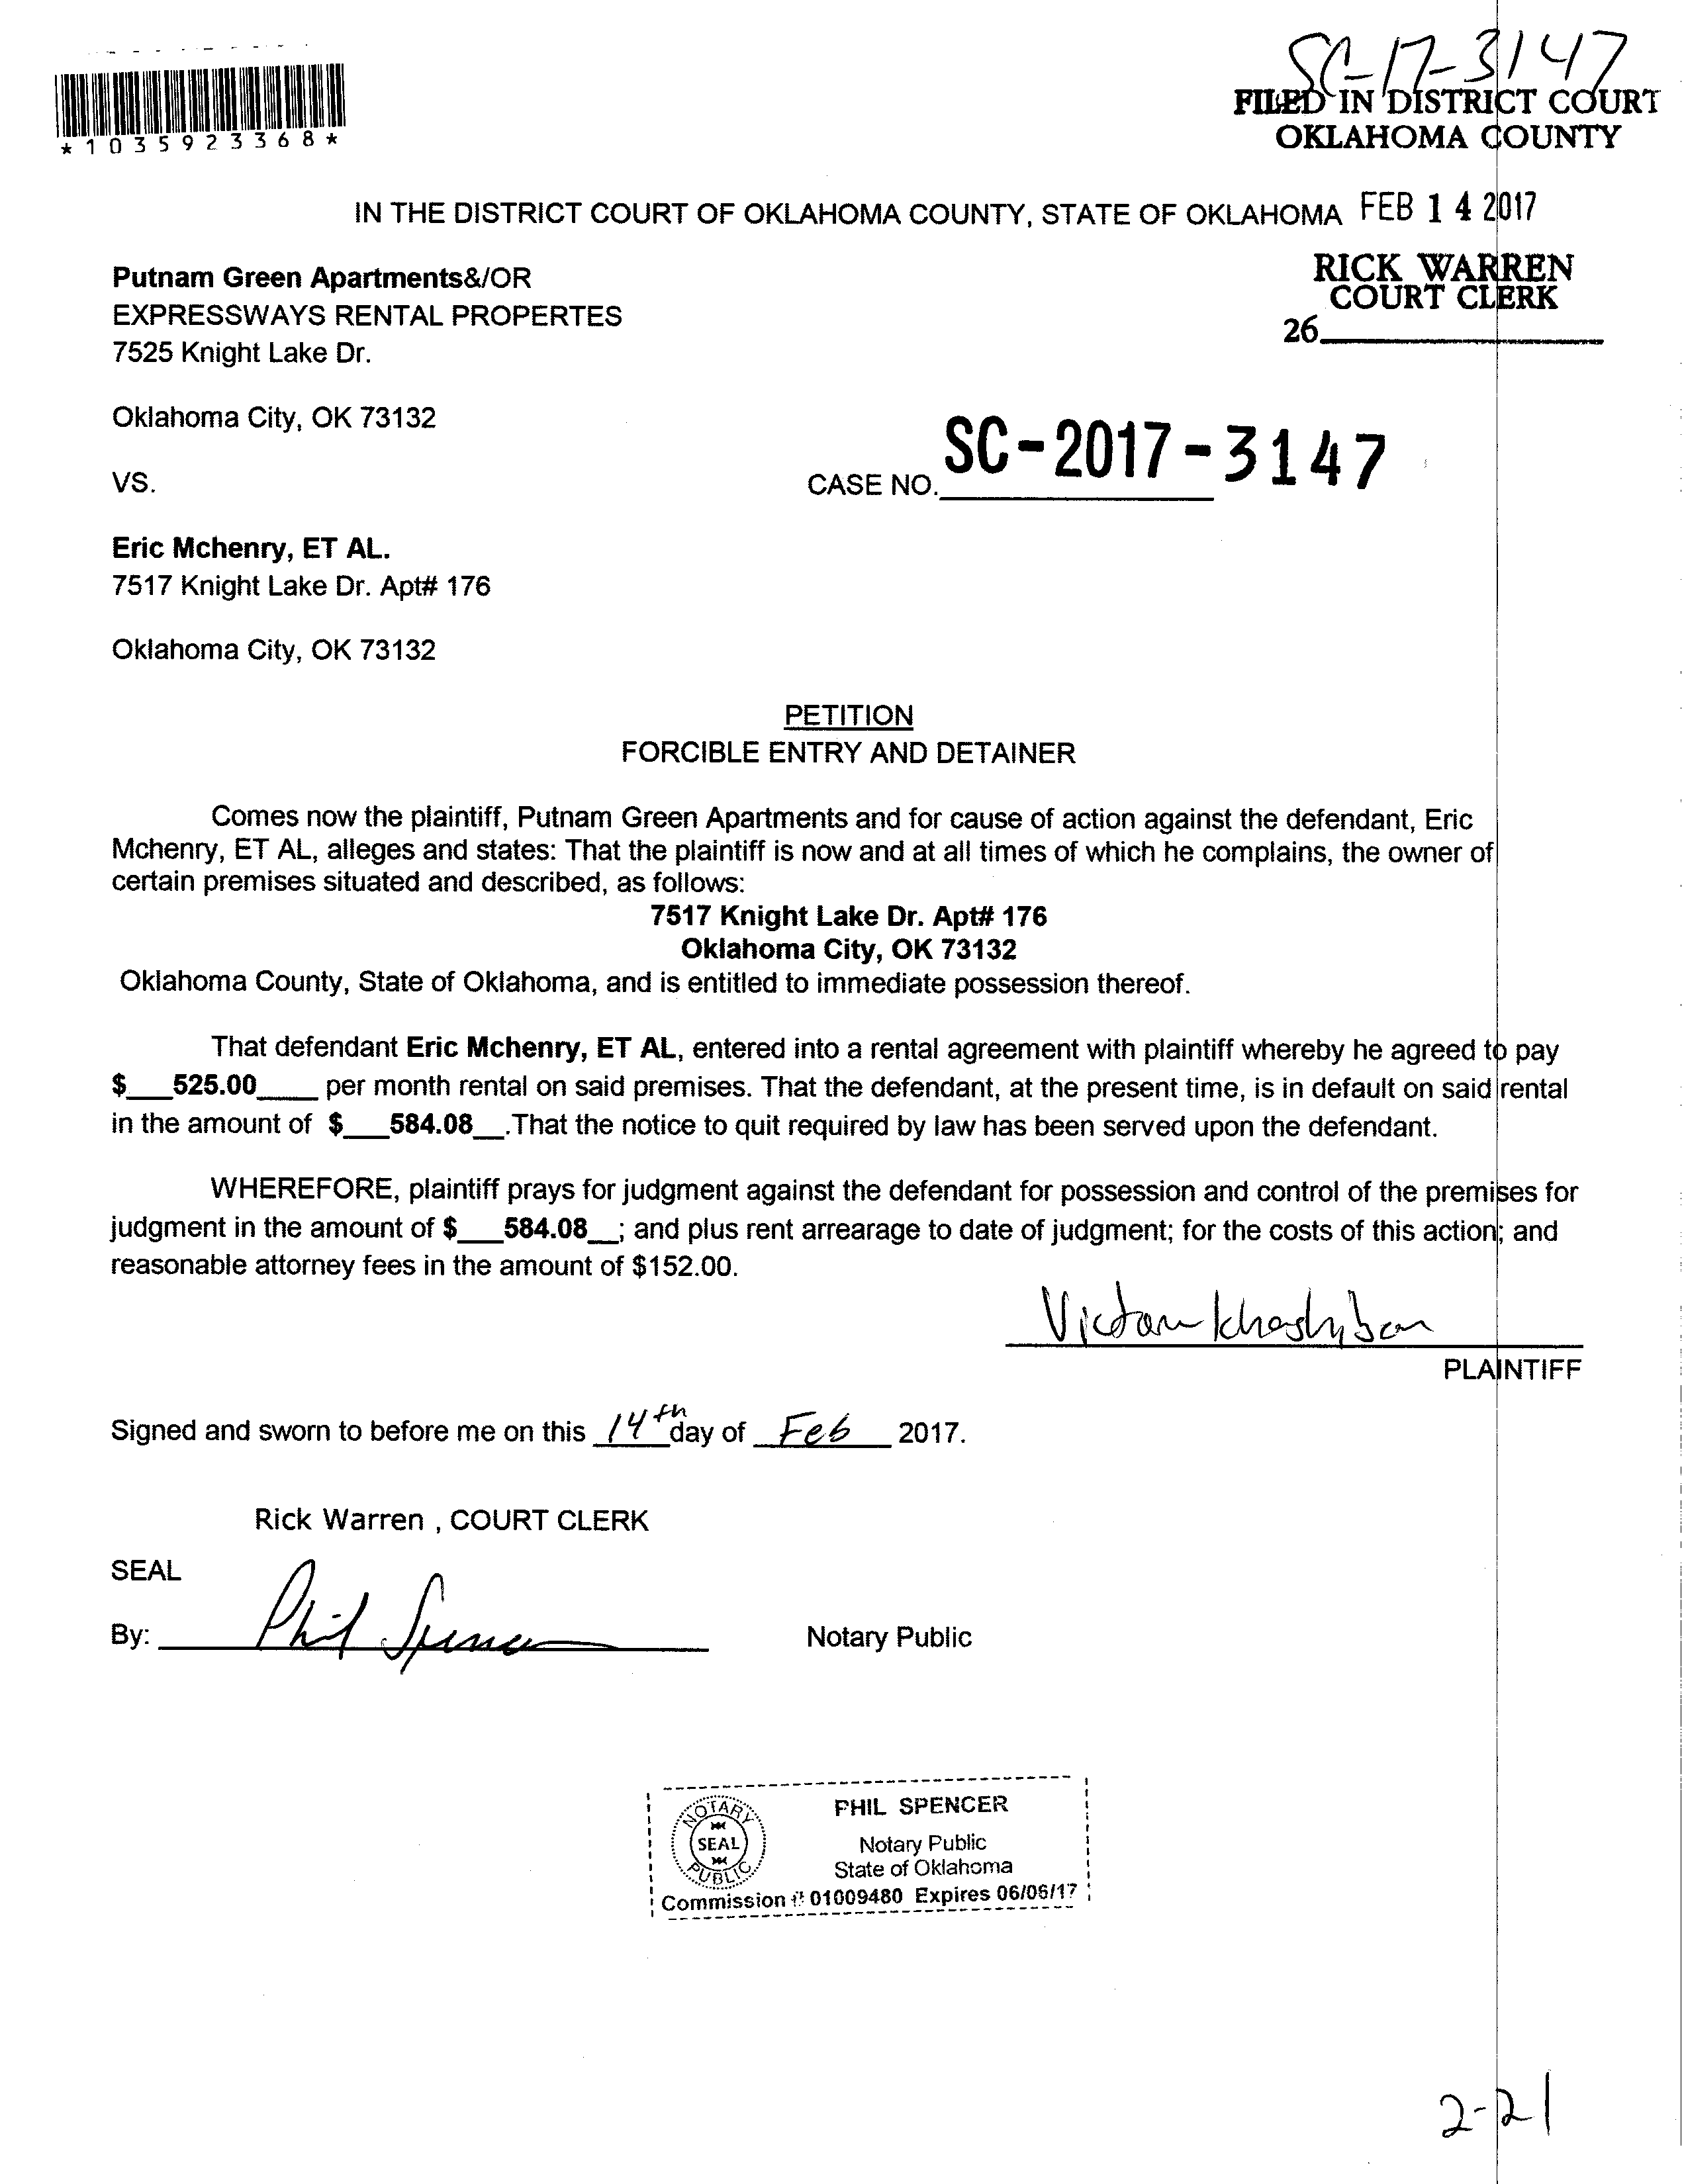 SC-17-3147
FILED IN DISTRICT COURT
OKLAHOMA COUNTY
*1035923368*
IN THE DISTRICT COURT OF OKLAHOMA COUNTY, STATE OF OKLAHOMA FEB 14 2017
Putnam Green Apartments&/OR
RICK WARREN
COURT CLERK
EXPRESSWAYS RENTAL PROPERTES
26
7525 Knight Lake Dr.
Oklahoma City, OK 73132
VS.
CASE NO. SC-2017-3147
Eric Mchenry, ET AL.
7517 Knight Lake Dr. Apt# 176
Oklahoma City, OK 73132
PETITION
FORCIBLE ENTRY AND DETAINER
Comes now the plaintiff, Putnam Green Apartments and for cause of action against the defendant, Eric
Mchenry, ET AL, alleges and states: That the plaintiff is now and at all times of which he complains, the owner of
certain premises situated and described, as follows:
7517 Knight Lake Dr. Apt# 176
Oklahoma City, OK 73132
Oklahoma County, State of Oklahoma, and is entitled to immediate possession thereof.
That defendant Eric Mchenry, ET AL, entered into a rental agreement with plaintiff whereby he agreed to pay
$___525.00____ per month rental on said premises. That the defendant, at the present time, is in default on said rental
in the amount of $___584.08__.That the notice to quit required by law has been served upon the defendant.
WHEREFORE, plaintiff prays for judgment against the defendant for possession and control of the premises for
judgment in the amount of $___584.08__; and plus rent arrearage to date of judgment; for the costs of this action; and
reasonable attorney fees in the amount of $152.00.
PLAINTIFF
Signed and sworn to before me on this 14th day of Feb 2017.
Rick Warren , COURT CLERK
SEAL
By: Phil Spencer Notary Public
NOTARY
SEAL
PUBLIC
PHIL SPENCER
Notary Public
State of Oklahoma
Commission # 01009480 Expires 06/06/17
2-21